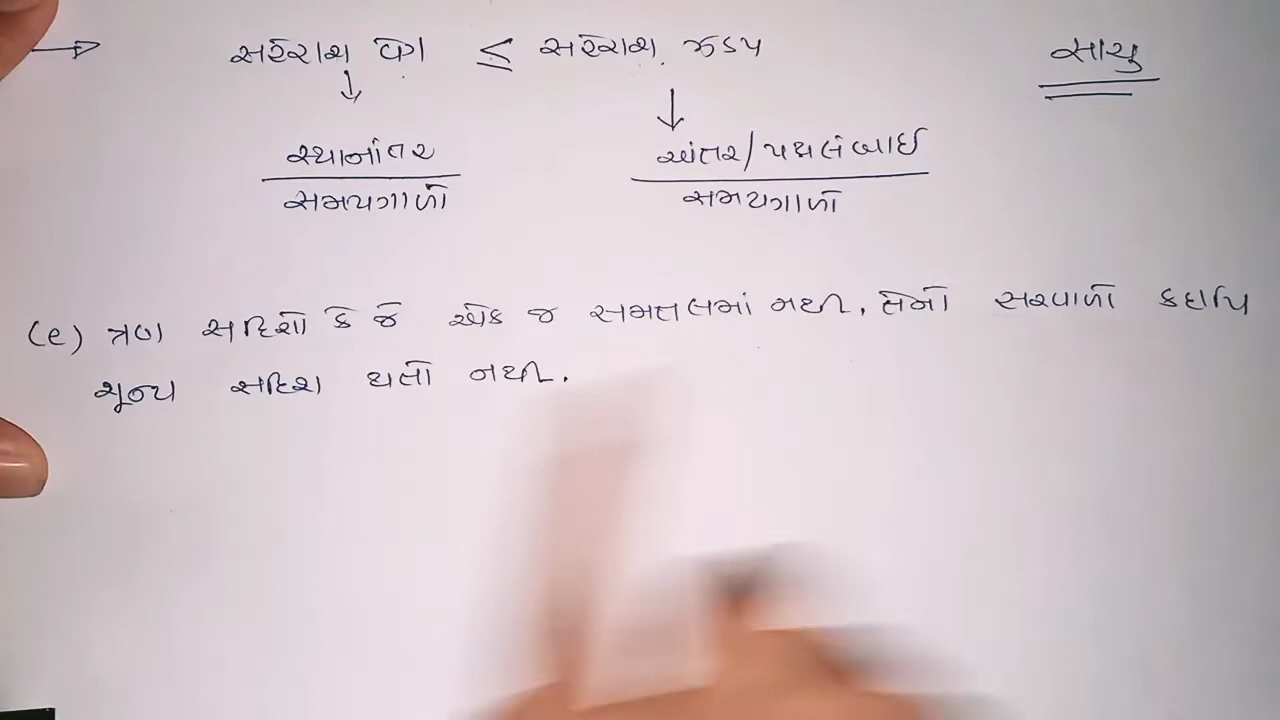 → સરેરાશ વેગ ≤ સરેરાશ ઝડપ સાચુ
↓ ↓
સ્થાનાંતર અંતર/પથલંબાઈ
સમયગાળો સમયગાળો
(e) ત્રણ સદિશો કે જે એક જ સમતલમાં નથી, તેનો સરવાળો કદાપિ
શૂન્ય સદિશ થતો નથી.